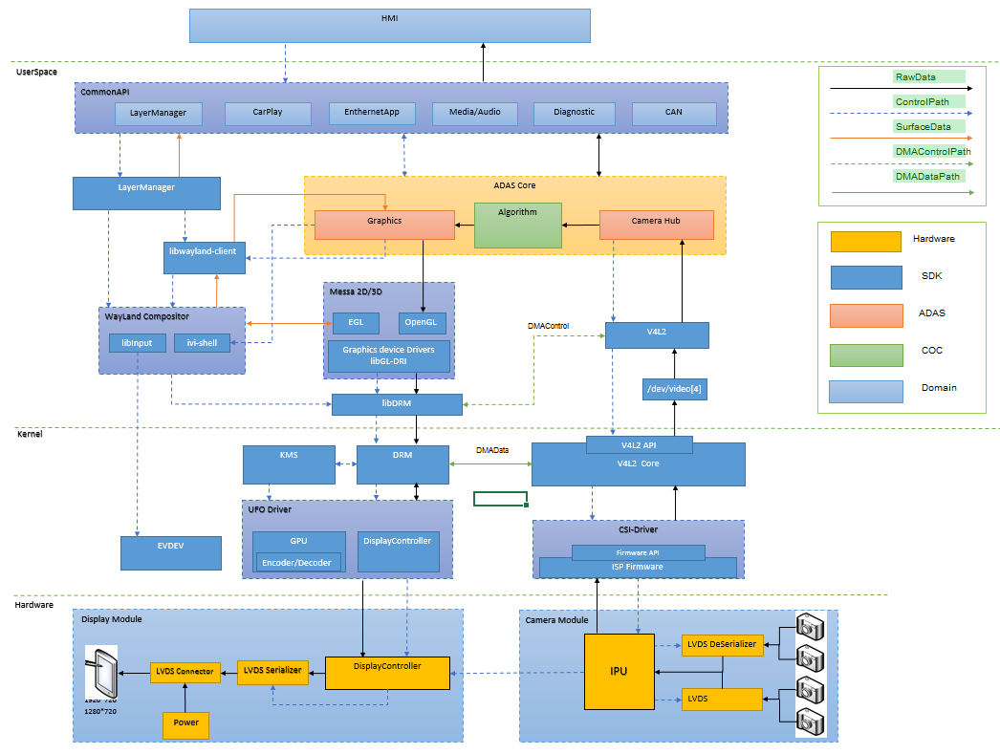 HMI
UserSpace
CommonAPI
LayerManager
CarPlay
EnthernetApp
Media/Audio
Diagnostic
CAN
RawData
ControlPath
SurfaceData
DMAControlPath
DMADataPath
LayerManager
ADAS Core
Graphics
Algorithm
Camera Hub
libwayland-client
Hardware
SDK
ADAS
COC
Domain
WayLand Compositor
libInput
ivi-shell
Messa 2D/3D
EGL
OpenGL
Graphics device Drivers
libGL-DRI
DMAControl
V4L2
/dev/video[4]
libDRM
Kernel
KMS
DRM
DMAData
V4L2 API
V4L2 Core
UFO Driver
GPU
Encoder/Decoder
DisplayController
EVDEV
CSI-Driver
Firmware API
ISP Firmware
Hardware
Display Module
LVDS Connector
LVDS Serializer
DisplayController
Power
1920*720
1280*720
Camera Module
IPU
LVDS DeSerializer
LVDS